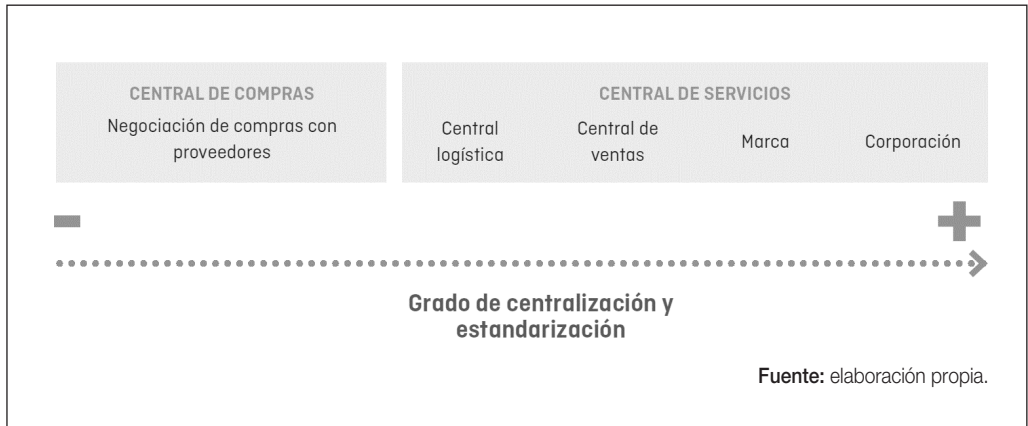 CENTRAL DE COMPRAS
Negociación de compras con
proveedores
CENTRAL DE SERVICIOS
Central
logística
Central de
ventas
Marca
Corporación
Grado de centralización y
estandarización
Fuente: elaboración propia.